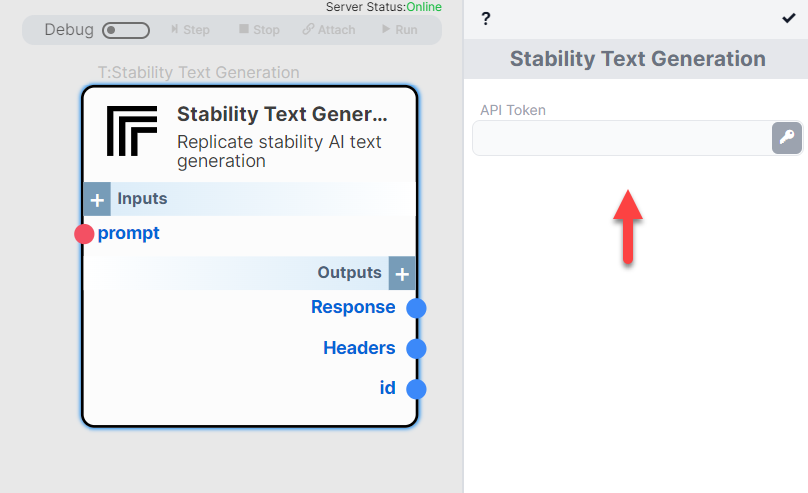 Server Status:Online
Debug Step Stop Attach Run
T:Stability Text Generation
Stability Text Gener...
Replicate stability AI text
generation
Inputs
prompt
Outputs
Response
Headers
id
?
Stability Text Generation
API Token